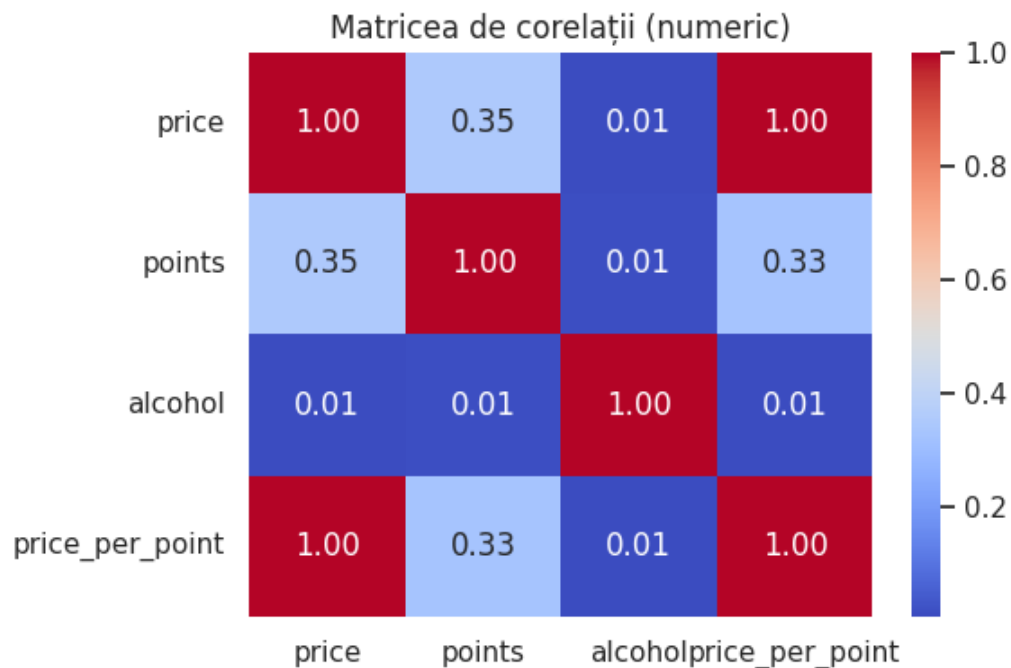 Matricea de corelații (numeric)
1.0
price 1.00 0.35 0.01 1.00
0.8
points 0.35 1.00 0.01 0.33
0.6
alcohol 0.01 0.01 1.00 0.01
0.4
price_per_point 1.00 0.33 0.01 1.00
0.2
price points alcohol price_per_point